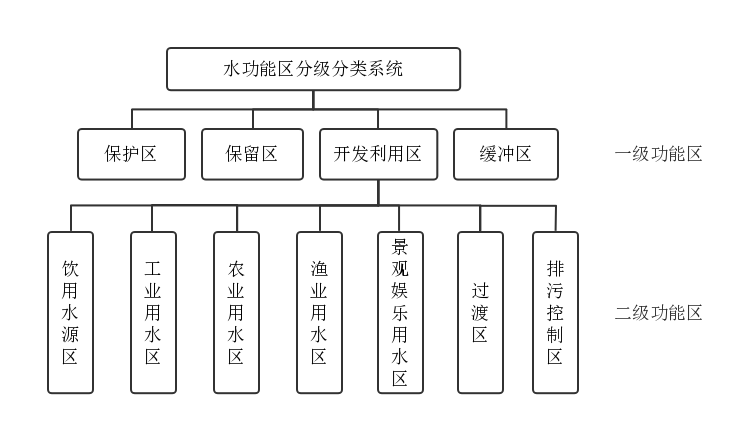 水功能区分级分类系统
保护区
保留区
开发利用区
缓冲区
一级功能区
饮用水源区
工业用水区
农业用水区
渔业用水区
景观娱乐用水区
过渡区
排污控制区
二级功能区